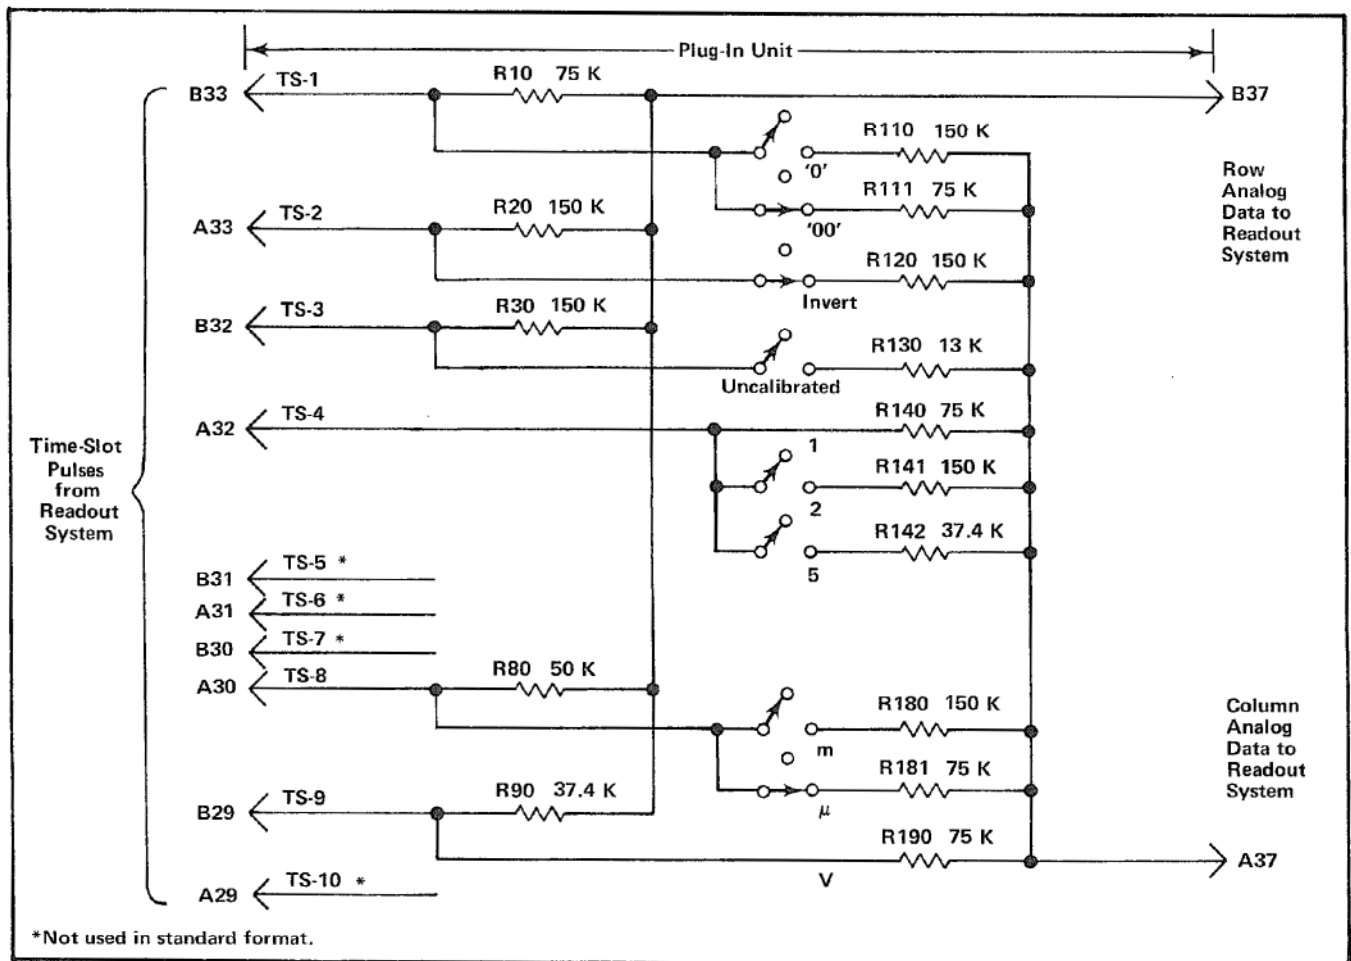 Plug-In Unit
B33 TS-1 R10 75 K B37
R110 150 K
'0'
R111 75 K
'00'
Row
Analog
Data to
Readout
System
A33 TS-2 R20 150 K
R120 150 K
Invert
B32 TS-3 R30 150 K
R130 13 K
Uncalibrated
A32 TS-4 R140 75 K
1
R141 150 K
2
R142 37.4 K
5
Time-Slot
Pulses
from
Readout
System
B31 TS-5 *
A31 TS-6 *
B30 TS-7 *
A30 TS-8 R80 50 K
R180 150 K
m
R181 75 K
μ
Column
Analog
Data to
Readout
System
B29 TS-9 R90 37.4 K
R190 75 K
V
A37
A29 TS-10 *
*Not used in standard format.